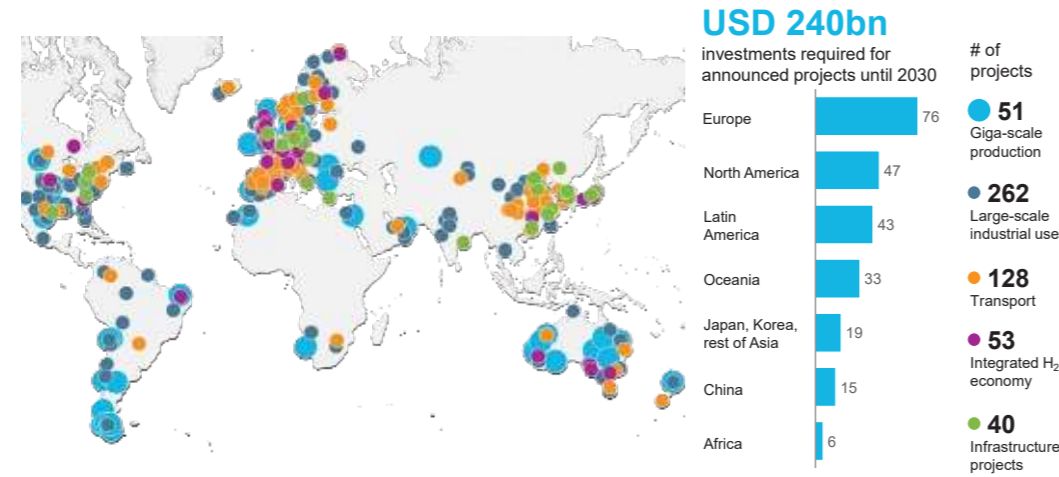 USD 240bn
investments required for
announced projects until 2030
Europe
76
North America
47
Latin
America
43
Oceania
33
Japan, Korea,
rest of Asia
19
China
15
Africa
6
# of
projects
51
Giga-scale
production
262
Large-scale
industrial use
128
Transport
53
Integrated H₂
economy
40
Infrastructure
projects